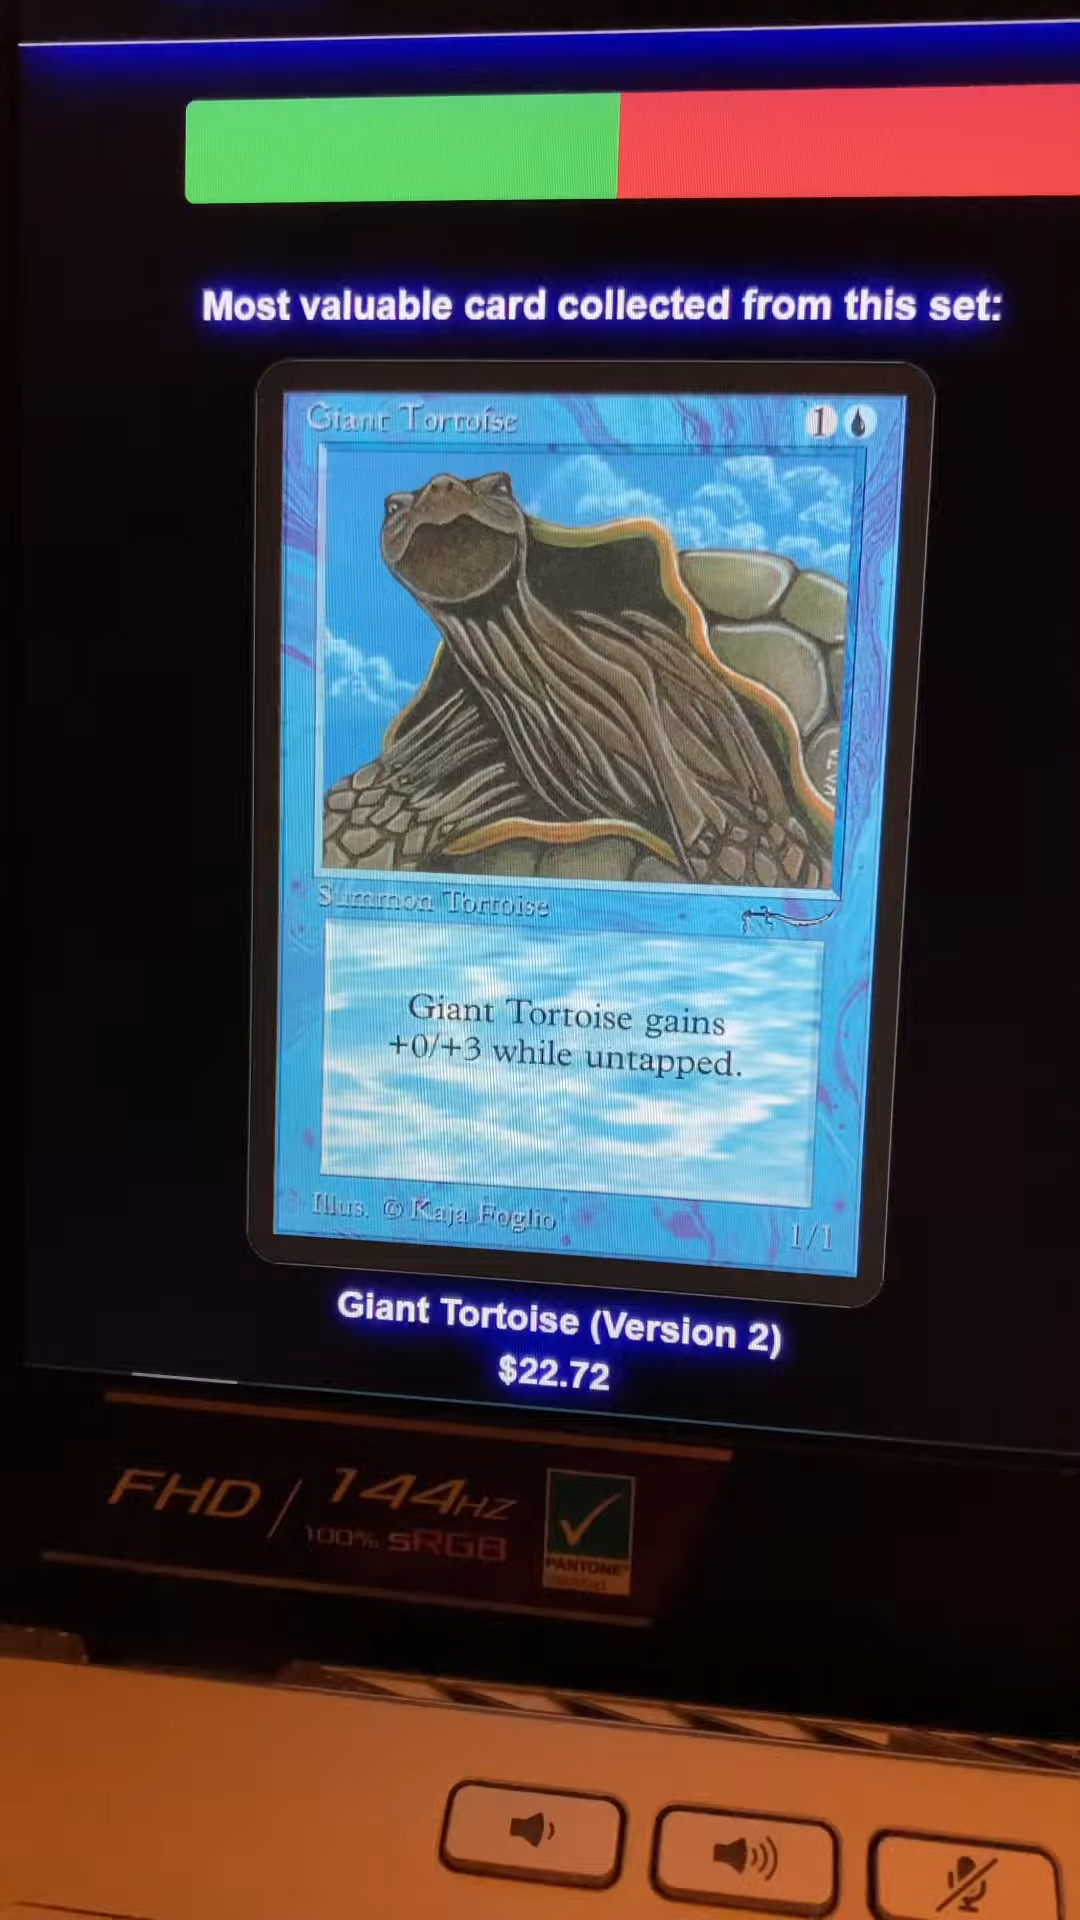 Most valuable card collected from this set:
Giant Tortoise
1
KAJA
Summon Tortoise
Giant Tortoise gains
+0/+3 while untapped.
Illus. © Kaja Foglio
1/1
Giant Tortoise (Version 2)
$22.72
FHD / 144HZ
100% sRGB
PANTONE